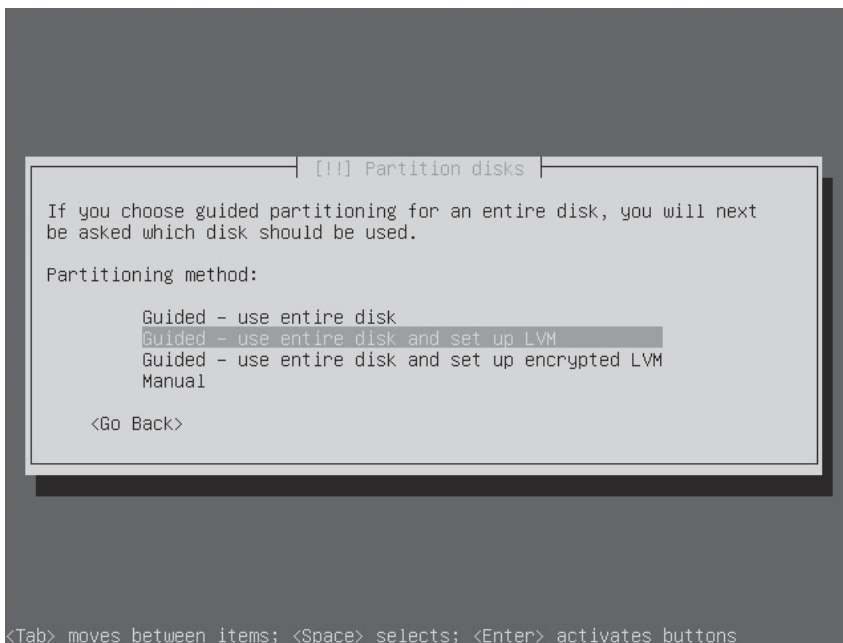 [!!] Partition disks
If you choose guided partitioning for an entire disk, you will next
be asked which disk should be used.
Partitioning method:
Guided - use entire disk
Guided - use entire disk and set up LVM
Guided - use entire disk and set up encrypted LVM
Manual
<Go Back>
<Tab> moves between items; <Space> selects; <Enter> activates buttons